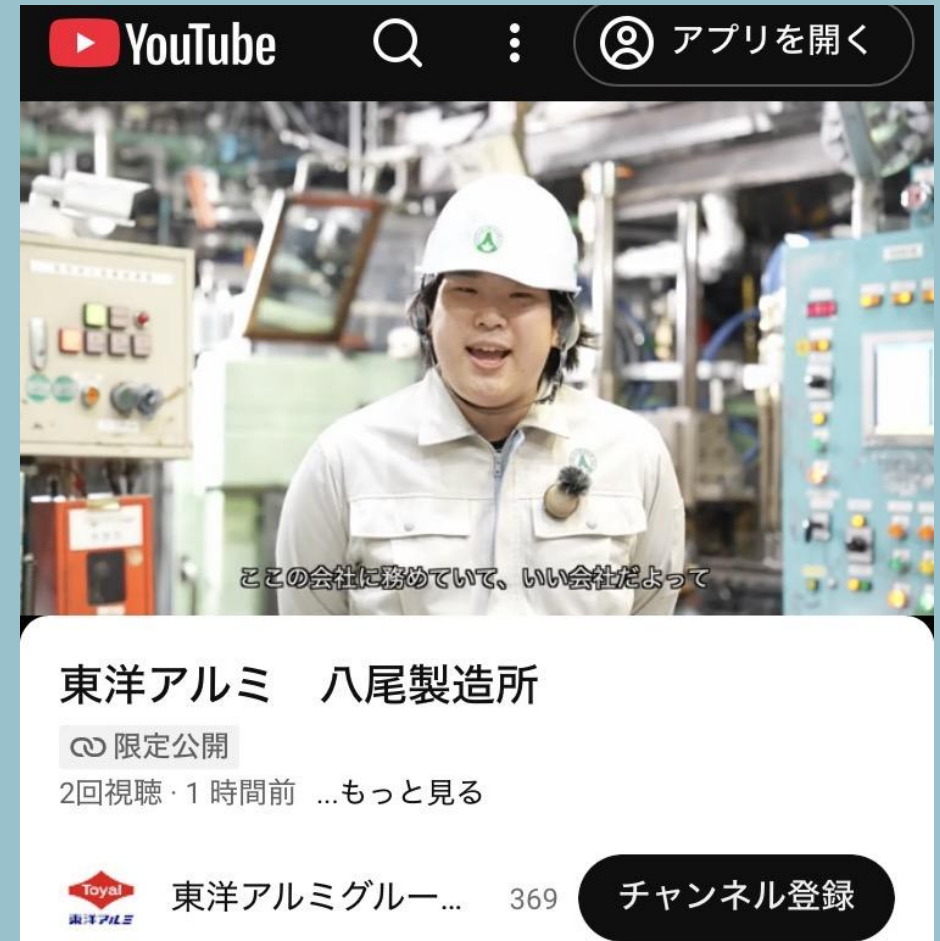 YouTube
アプリを開く
ここの会社に務めていて、いい会社だよって
東洋アルミ　八尾製造所
限定公開
2回視聴・1 時間前 ...もっと見る
Toyal
東洋アルミ
東洋アルミグルー...
369
チャンネル登録